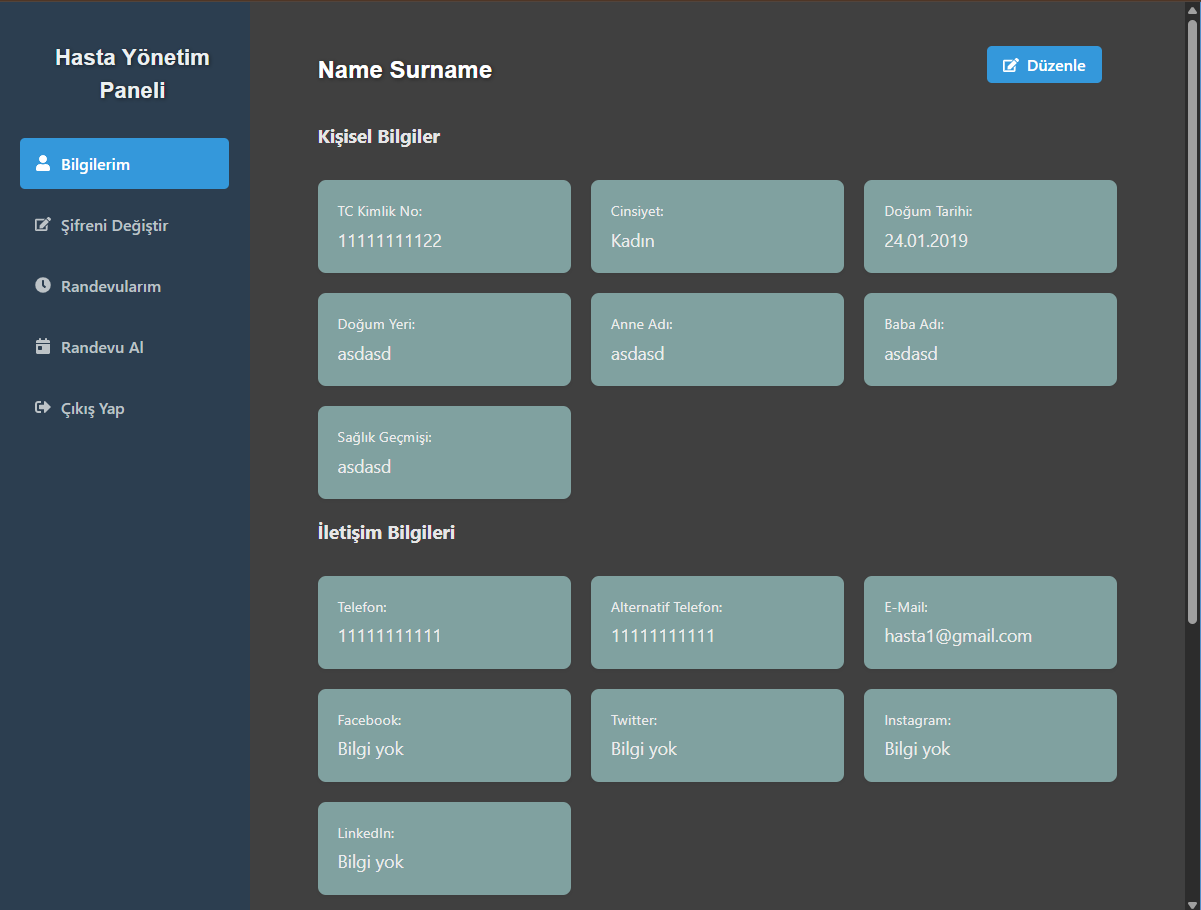 Hasta Yönetim
Paneli
Bilgilerim
Şifreni Değiştir
Randevularım
Randevu Al
Çıkış Yap
Name Surname
Düzenle
Kişisel Bilgiler
TC Kimlik No:
11111111122
Cinsiyet:
Kadın
Doğum Tarihi:
24.01.2019
Doğum Yeri:
asdasd
Anne Adı:
asdasd
Baba Adı:
asdasd
Sağlık Geçmişi:
asdasd
İletişim Bilgileri
Telefon:
11111111111
Alternatif Telefon:
11111111111
E-Mail:
hasta1@gmail.com
Facebook:
Bilgi yok
Twitter:
Bilgi yok
Instagram:
Bilgi yok
LinkedIn:
Bilgi yok